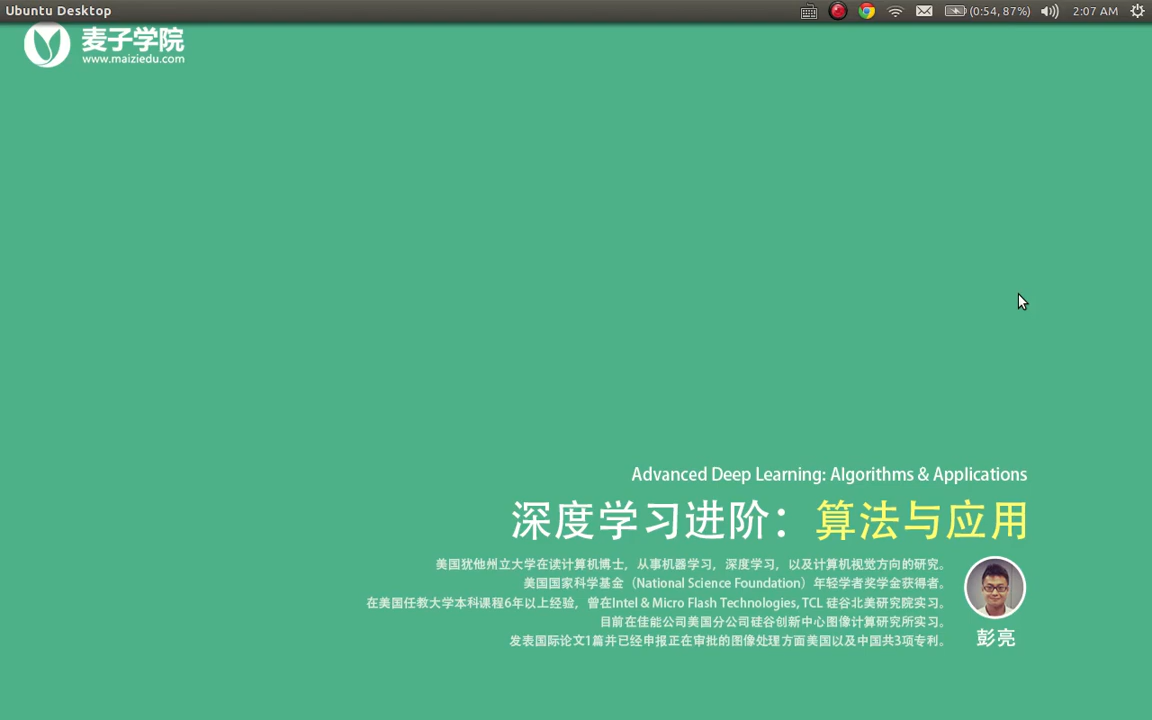 Ubuntu Desktop
(0:54, 87%)
2:07 AM
麦子学院
www.maiziedu.com
Advanced Deep Learning: Algorithms & Applications
深度学习进阶：算法与应用
美国犹他州立大学在读计算机博士，从事机器学习，深度学习，以及计算机视觉方向的研究。
美国国家科学基金（National Science Foundation）年轻学者奖学金获得者。
在美国任教大学本科课程6年以上经验，曾在Intel & Micro Flash Technologies, TCL 硅谷北美研究院实习。
目前在佳能公司美国分公司硅谷创新中心图像计算研究所实习。
发表国际论文1篇并已经申报正在审批的图像处理方面美国以及中国共3项专利。
彭亮